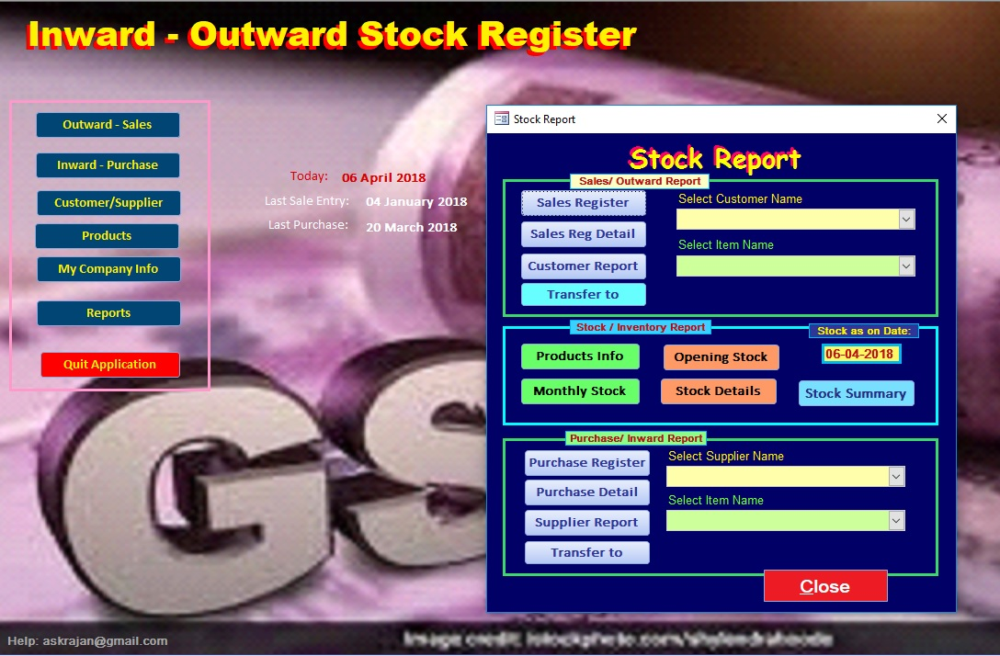 Inward - Outward Stock Register
Outward - Sales
Inward - Purchase
Customer/Supplier
Products
My Company Info
Reports
Quit Application
Today: 06 April 2018
Last Sale Entry: 04 January 2018
Last Purchase: 20 March 2018
Stock Report
Stock Report
Sales/ Outward Report
Sales Register
Select Customer Name
Sales Reg Detail
Select Item Name
Customer Report
Transfer to
Stock / Inventory Report
Stock as on Date:
Products Info
Opening Stock
06-04-2018
Monthly Stock
Stock Details
Stock Summary
Purchase/ Inward Report
Purchase Register
Select Supplier Name
Purchase Detail
Select Item Name
Supplier Report
Transfer to
Close
GS
Help: askrajan@gmail.com
Image credit: istockphoto.com/